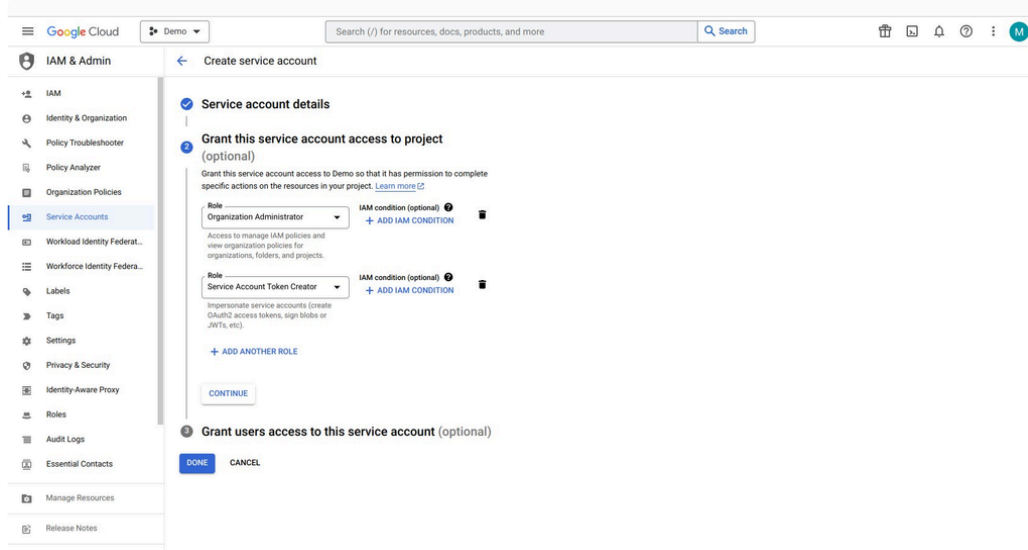 Google Cloud
Demo
Search (/) for resources, docs, products, and more
Search
M
IAM & Admin
Create service account
IAM
Identity & Organization
Policy Troubleshooter
Policy Analyzer
Organization Policies
Service Accounts
Workload Identity Federat...
Workforce Identity Federa...
Labels
Tags
Settings
Privacy & Security
Identity-Aware Proxy
Roles
Audit Logs
Essential Contacts
Manage Resources
Release Notes
Service account details
2
Grant this service account access to project
(optional)
Grant this service account access to Demo so that it has permission to complete
specific actions on the resources in your project. Learn more
Role
Organization Administrator
IAM condition (optional)
+ ADD IAM CONDITION
Access to manage IAM policies and
view organization policies for
organizations, folders, and projects.
Role
Service Account Token Creator
IAM condition (optional)
+ ADD IAM CONDITION
Impersonate service accounts (create
OAuth2 access tokens, sign blobs or
JWTs, etc).
+ ADD ANOTHER ROLE
CONTINUE
3
Grant users access to this service account (optional)
DONE
CANCEL